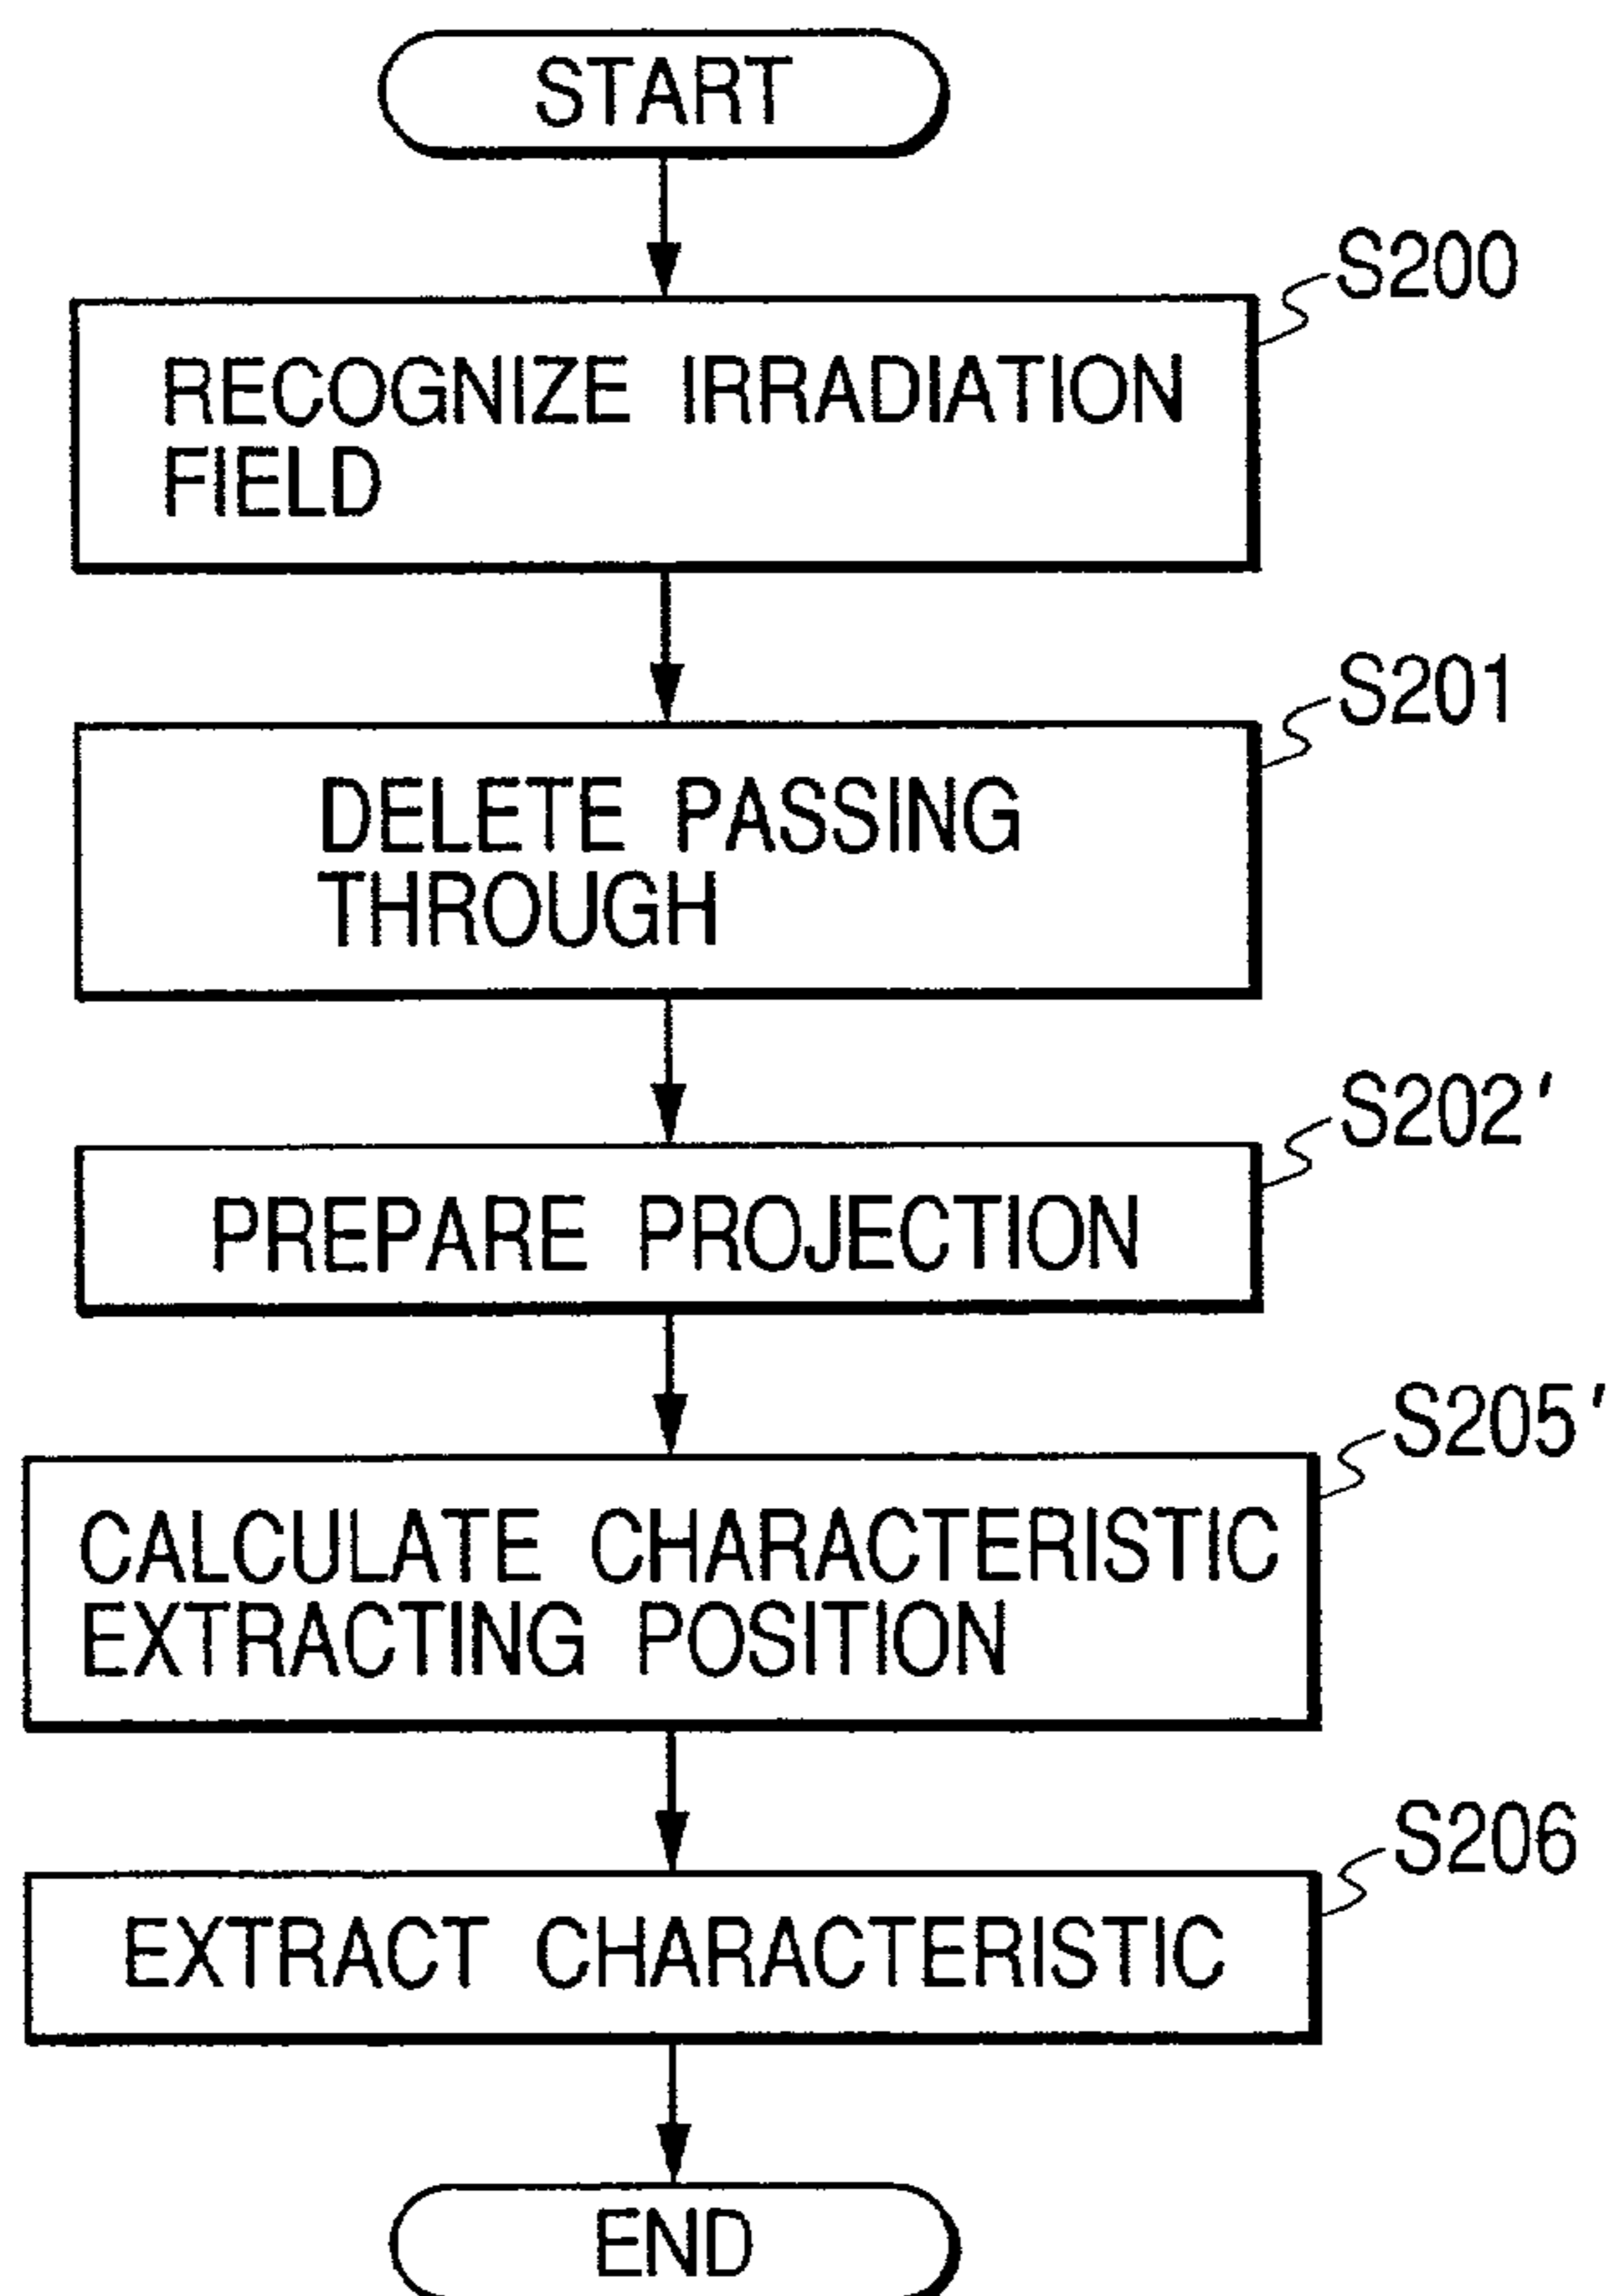 START
S200
RECOGNIZE IRRADIATION
FIELD
S201
DELETE PASSING
THROUGH
S202'
PREPARE PROJECTION
S205'
CALCULATE CHARACTERISTIC
EXTRACTING POSITION
S206
EXTRACT CHARACTERISTIC
END